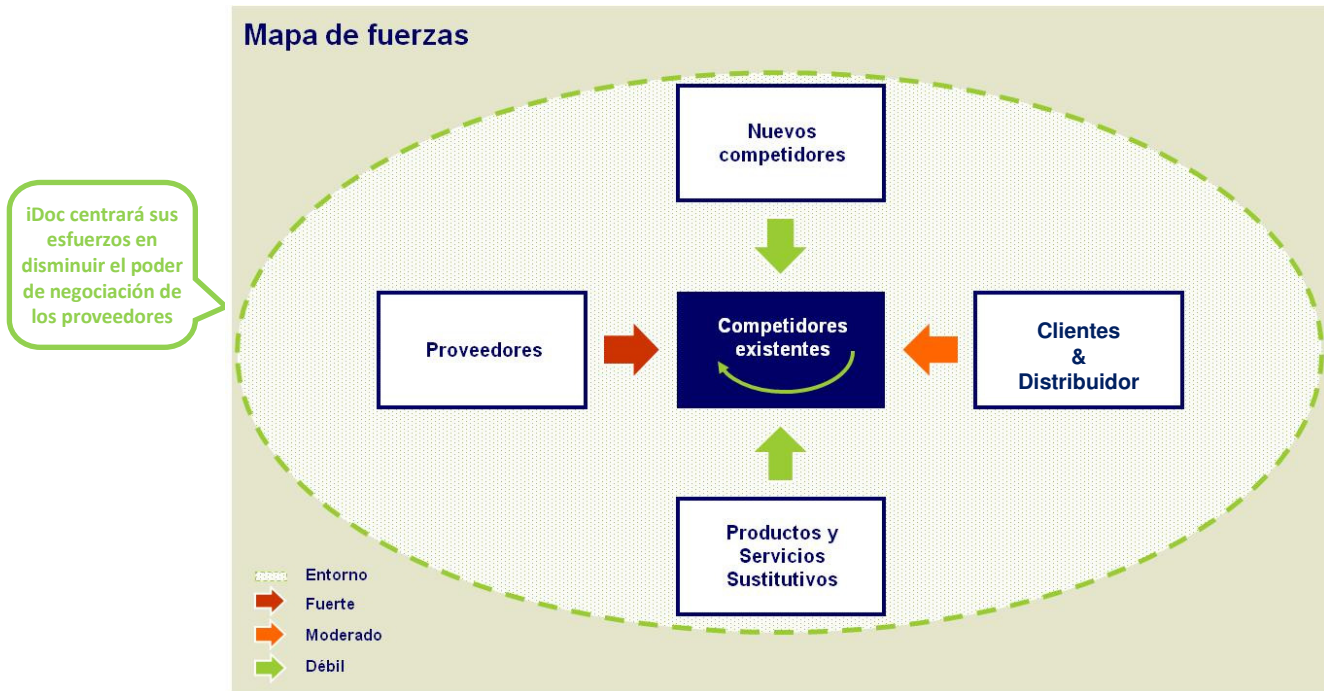 Mapa de fuerzas
Nuevos
competidores
iDoc centrará sus
esfuerzos en
disminuir el poder
de negociación de
los proveedores
Proveedores
Competidores
existentes
Clientes
&
Distribuidor
Productos y
Servicios
Sustitutivos
Entorno
Fuerte
Moderado
Débil